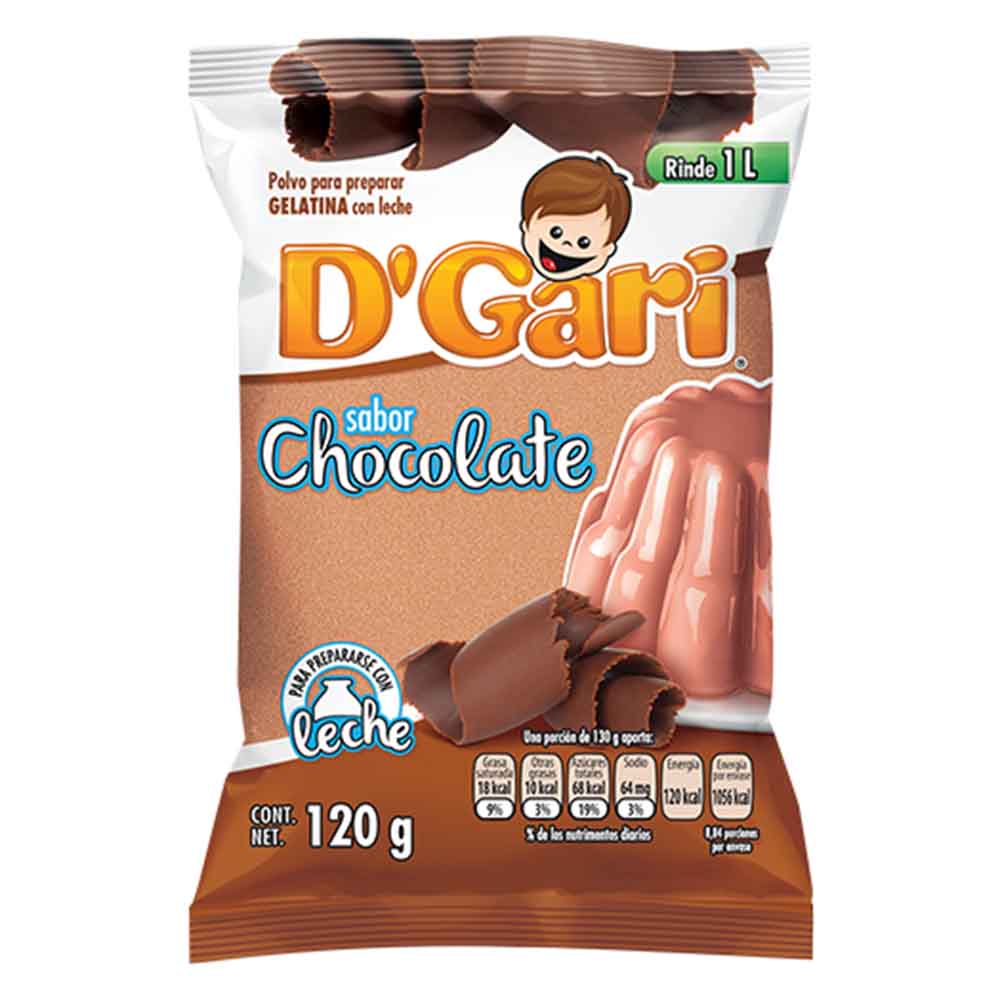 Rinde 1 L
Polvo para preparar
GELATINA con leche
D'Gari®
sabor
Chocolate
PARA PREPARARSE CON
leche
Una porción de 130 g aporta:
Grasa saturada 18 kcal 9%
Otras grasas 10 kcal 3%
Azúcares totales 68 kcal 19%
Sodio 64 mg 3%
Energía 120 kcal
Energía por envase 1056 kcal
% de los nutrimentos diarios
8,84 porciones
por envase
CONT.
NET. 120 g